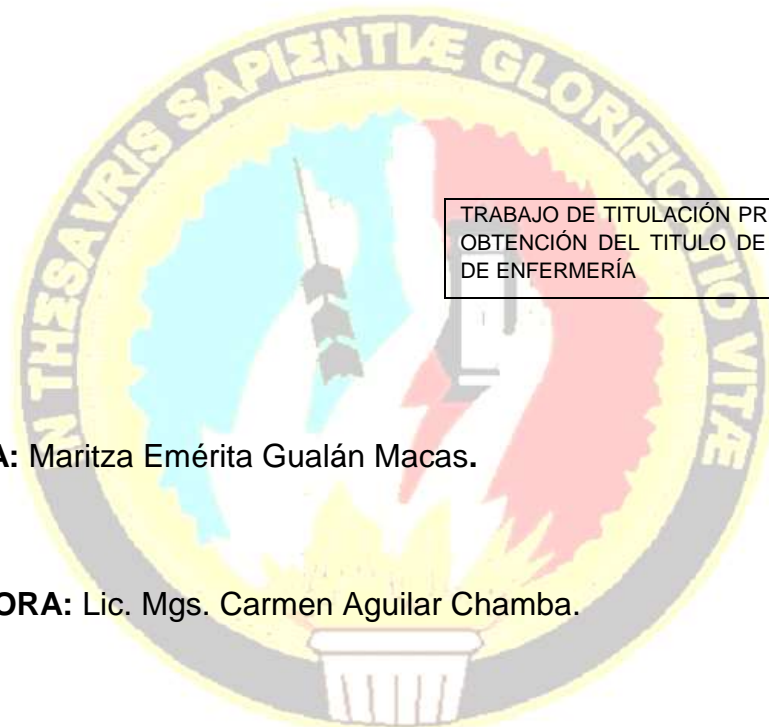 IN THESAVRIS SAPIENTIÆ GLORIFICATIO VITÆ
TRABAJO DE TITULACIÓN PR
OBTENCIÓN DEL TITULO DE
DE ENFERMERÍA
A: Maritza Emérita Gualán Macas.
ORA: Lic. Mgs. Carmen Aguilar Chamba.